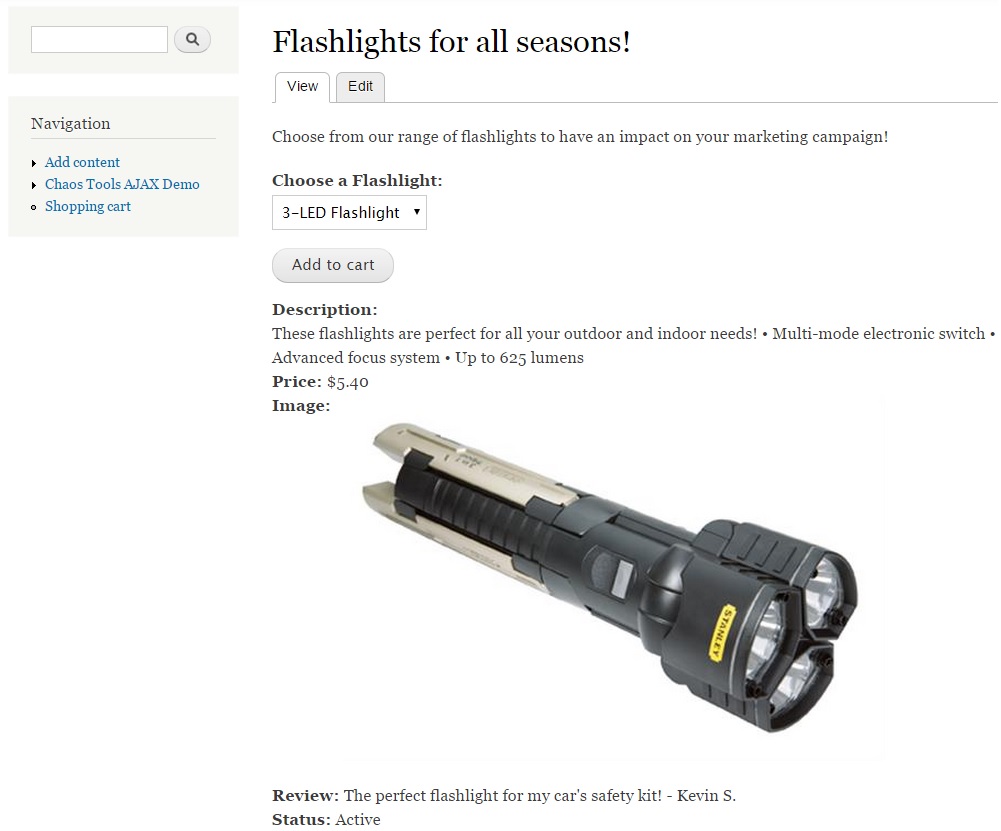 Flashlights for all seasons!
View
Edit
Navigation
Add content
Chaos Tools AJAX Demo
Shopping cart
Choose from our range of flashlights to have an impact on your marketing campaign!
Choose a Flashlight:
3-LED Flashlight
Add to cart
Description:
These flashlights are perfect for all your outdoor and indoor needs! • Multi-mode electronic switch •
Advanced focus system • Up to 625 lumens
Price: $5.40
Image:
STANLEY
Review: The perfect flashlight for my car's safety kit! - Kevin S.
Status: Active